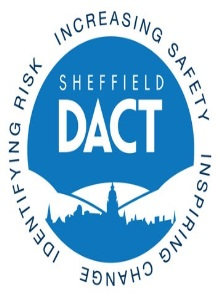 IDENTIFYING RISK INCREASING SAFETY INSPIRING CHANGE
SHEFFIELD
DACT